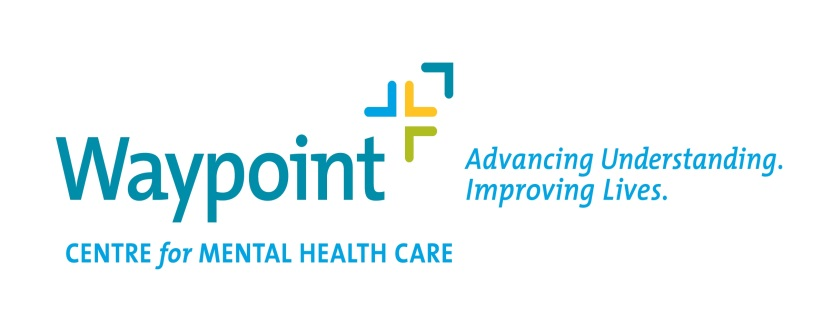 Waypoint
CENTRE for MENTAL HEALTH CARE
Advancing Understanding.
Improving Lives.